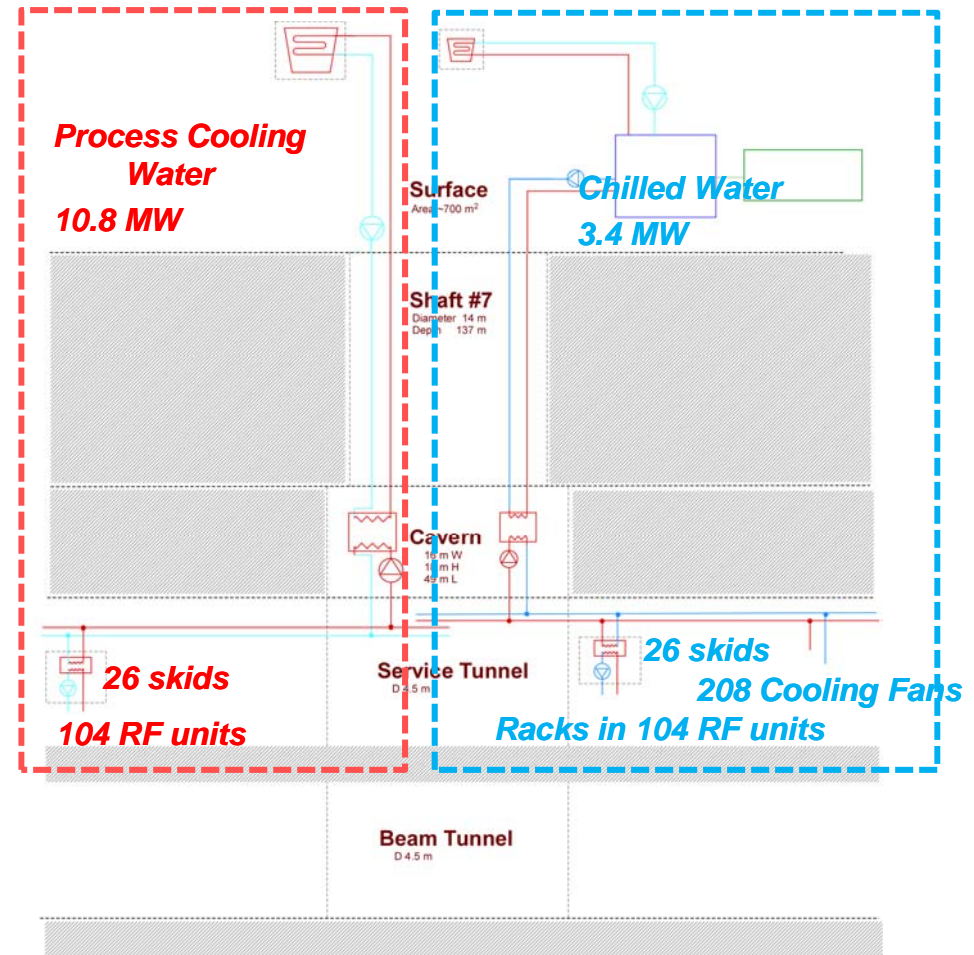 Process Cooling
Water
10.8 MW
Surface
Area ~700 m²
Chilled Water
3.4 MW
Shaft #7
Diameter 14 m
Depth 137 m
Cavern
16 m W
18 m H
49 m L
26 skids
104 RF units
Service Tunnel
D 4.5 m
26 skids
208 Cooling Fans
Racks in 104 RF units
Beam Tunnel
D 4.5 m